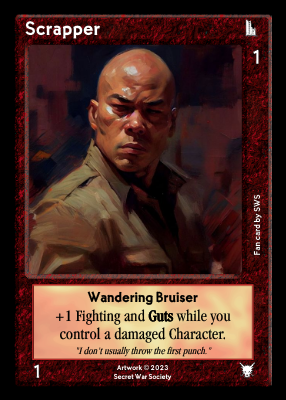 Scrapper
1
Fan card by SWS
Wandering Bruiser
+1 Fighting and Guts while you
control a damaged Character.
"I don't usually throw the first punch."
1
Artwork © 2023
Secret War Society